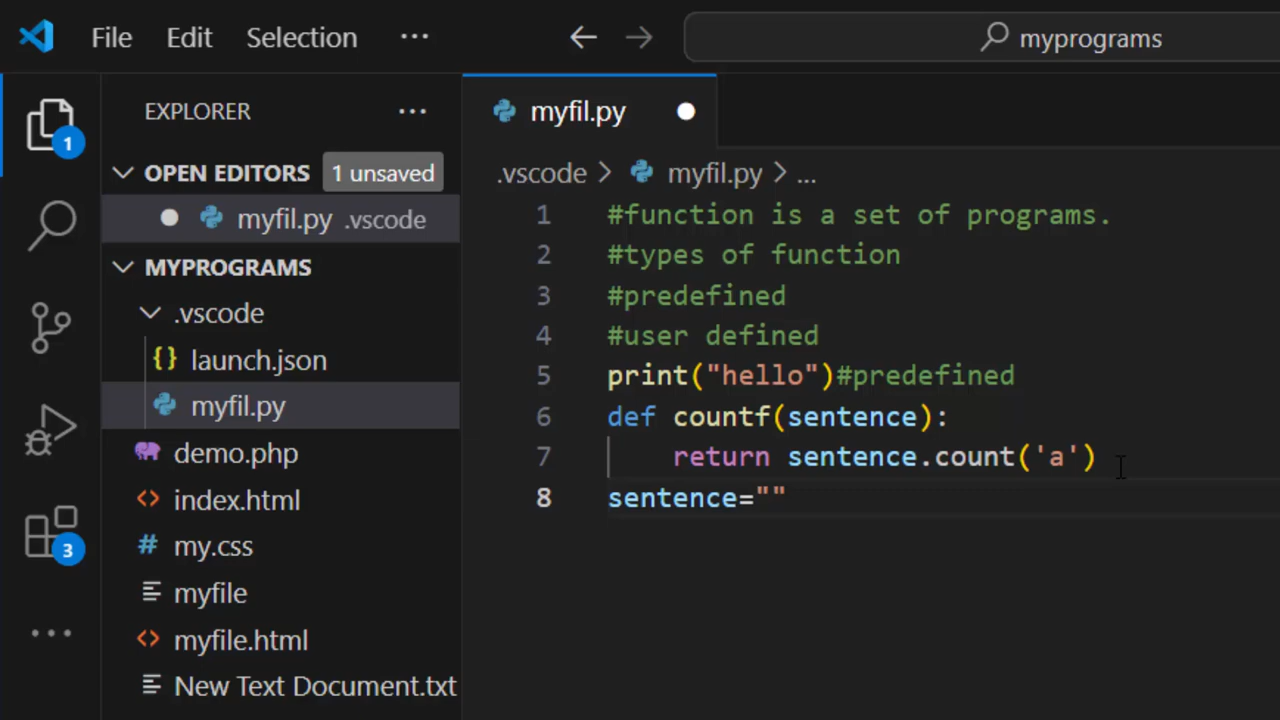 File Edit Selection ··· myprograms
1
3
EXPLORER ···
OPEN EDITORS 1 unsaved
myfil.py .vscode
MYPROGRAMS
.vscode
{} launch.json
myfil.py
demo.php
<> index.html
# my.css
myfile
<> myfile.html
New Text Document.txt
myfil.py
.vscode > myfil.py > ...
1 #function is a set of programs.
2 #types of function
3 #predefined
4 #user defined
5 print("hello")#predefined
6 def countf(sentence):
7 return sentence.count('a')
8 sentence=""